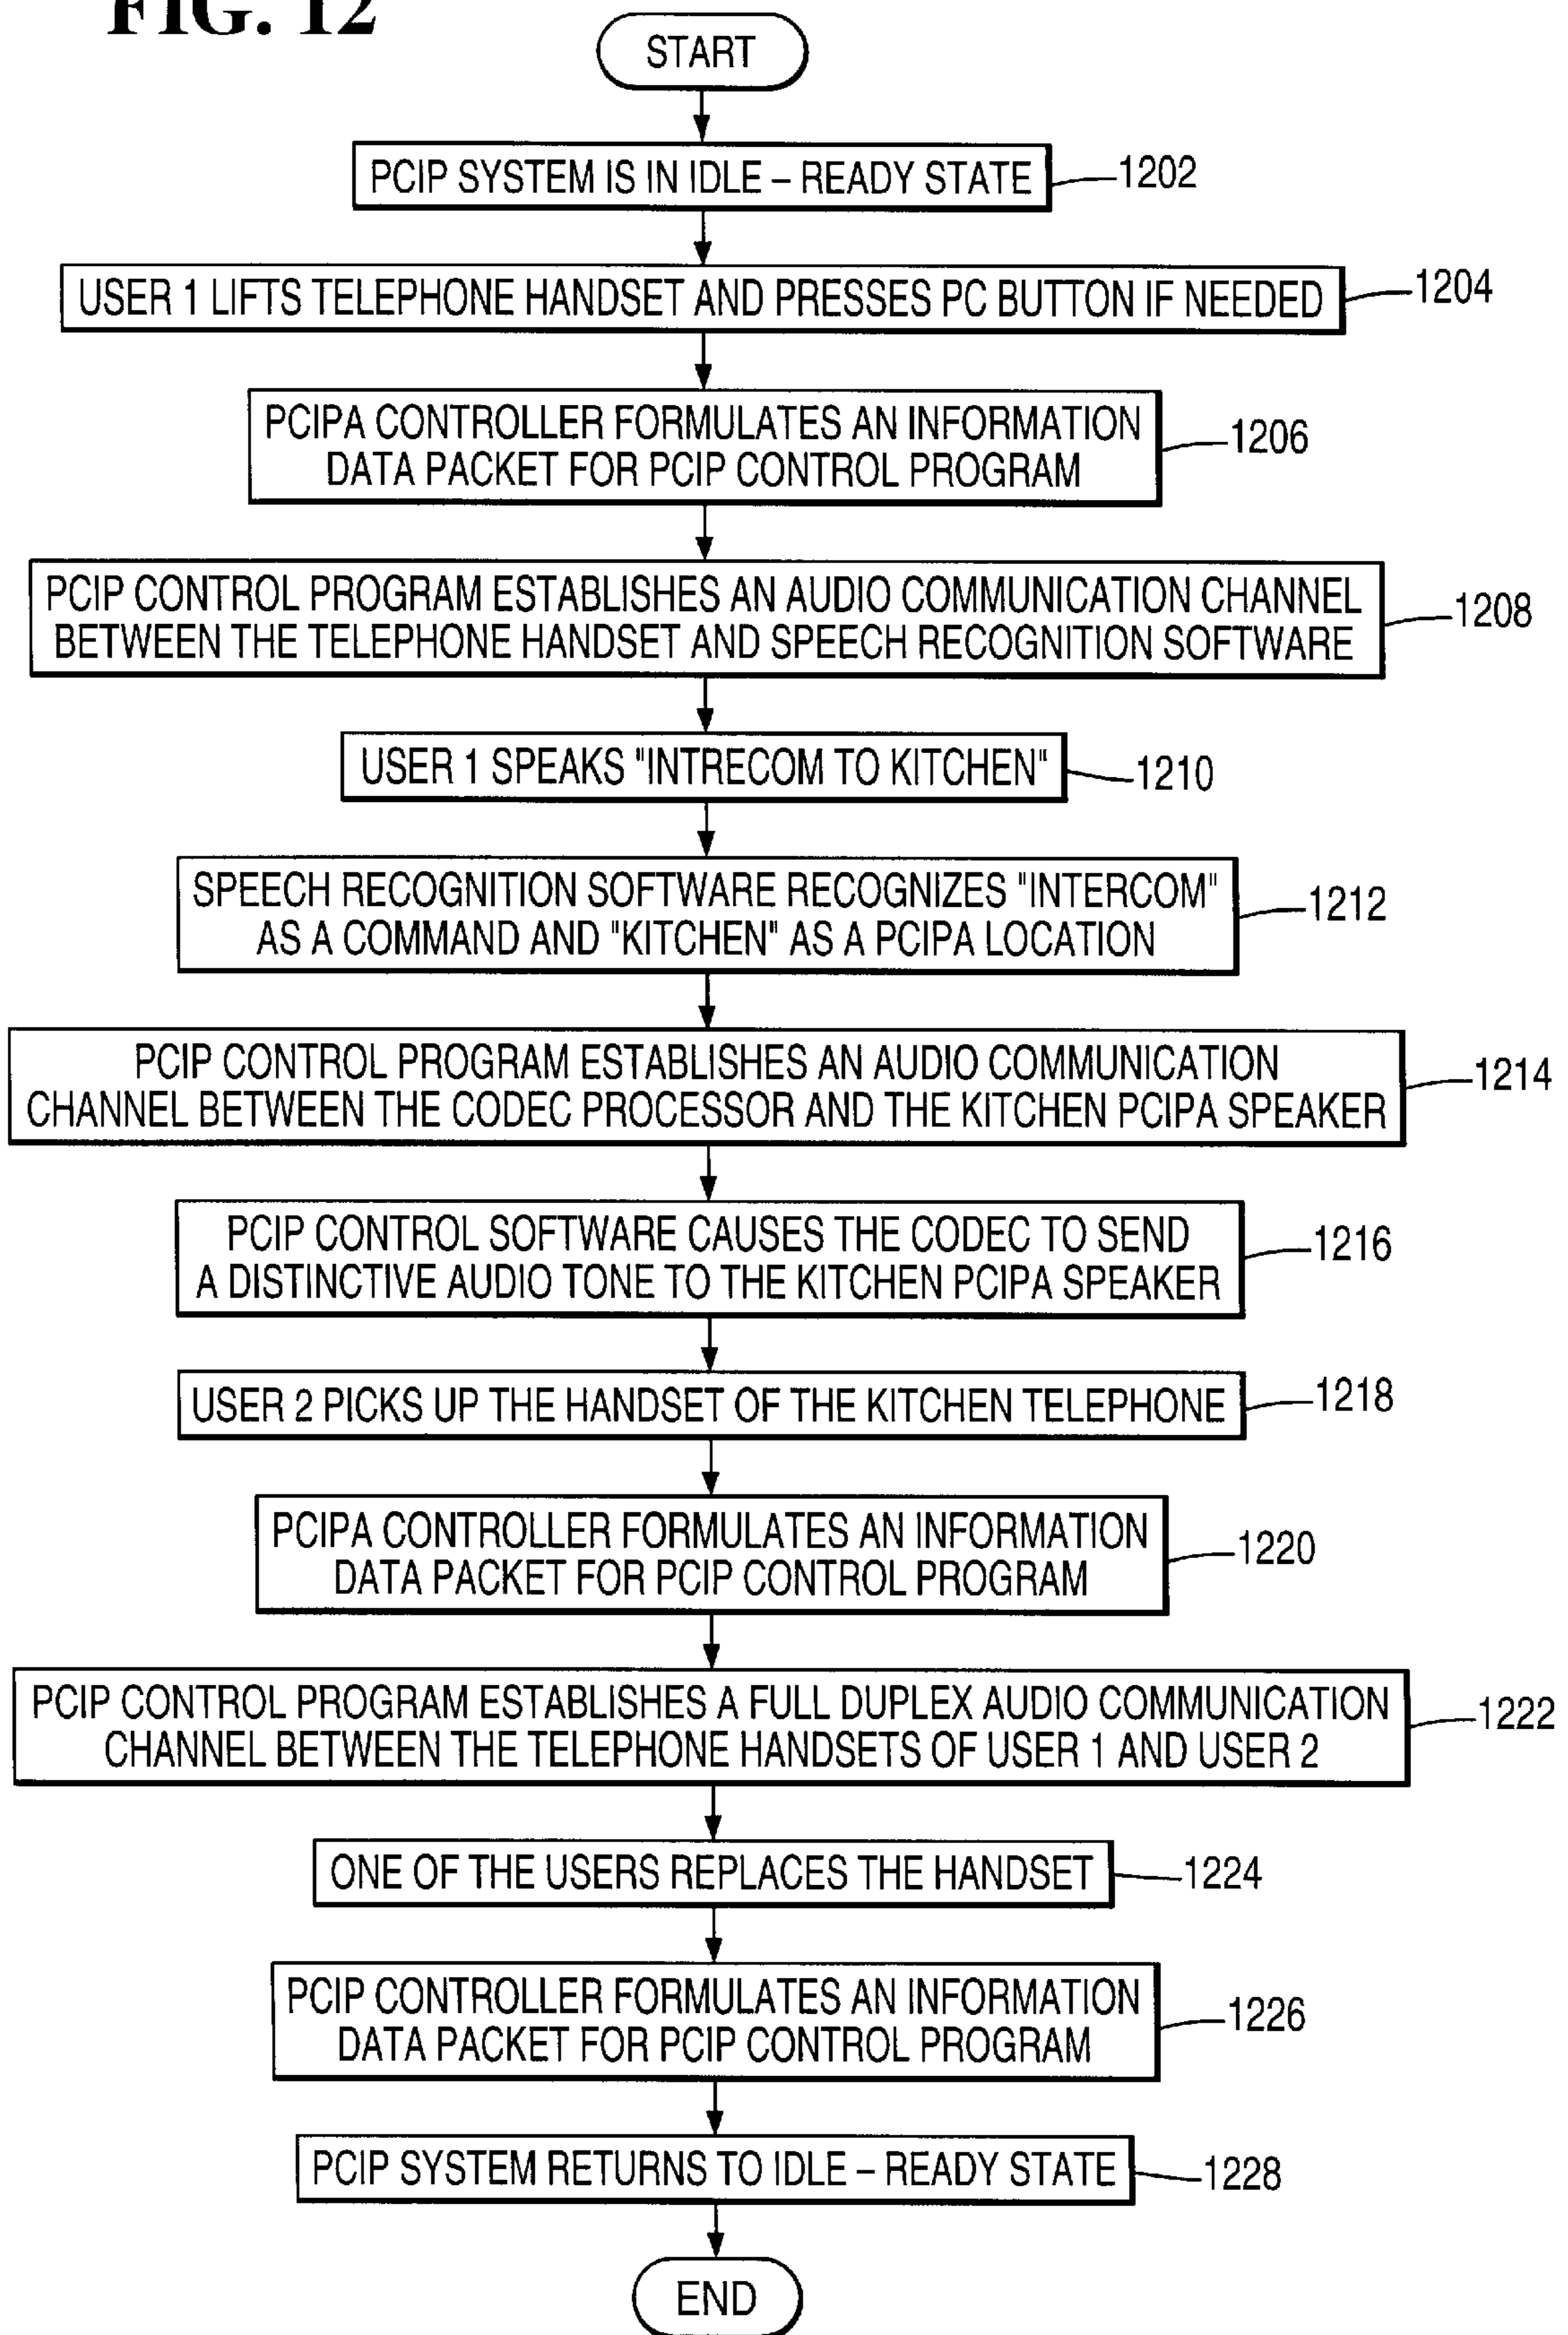 FIG. 12
START
PCIP SYSTEM IS IN IDLE – READY STATE
1202
USER 1 LIFTS TELEPHONE HANDSET AND PRESSES PC BUTTON IF NEEDED
1204
PCIPA CONTROLLER FORMULATES AN INFORMATION
DATA PACKET FOR PCIP CONTROL PROGRAM
1206
PCIP CONTROL PROGRAM ESTABLISHES AN AUDIO COMMUNICATION CHANNEL
BETWEEN THE TELEPHONE HANDSET AND SPEECH RECOGNITION SOFTWARE
1208
USER 1 SPEAKS "INTRECOM TO KITCHEN"
1210
SPEECH RECOGNITION SOFTWARE RECOGNIZES "INTERCOM"
AS A COMMAND AND "KITCHEN" AS A PCIPA LOCATION
1212
PCIP CONTROL PROGRAM ESTABLISHES AN AUDIO COMMUNICATION
CHANNEL BETWEEN THE CODEC PROCESSOR AND THE KITCHEN PCIPA SPEAKER
1214
PCIP CONTROL SOFTWARE CAUSES THE CODEC TO SEND
A DISTINCTIVE AUDIO TONE TO THE KITCHEN PCIPA SPEAKER
1216
USER 2 PICKS UP THE HANDSET OF THE KITCHEN TELEPHONE
1218
PCIPA CONTROLLER FORMULATES AN INFORMATION
DATA PACKET FOR PCIP CONTROL PROGRAM
1220
PCIP CONTROL PROGRAM ESTABLISHES A FULL DUPLEX AUDIO COMMUNICATION
CHANNEL BETWEEN THE TELEPHONE HANDSETS OF USER 1 AND USER 2
1222
ONE OF THE USERS REPLACES THE HANDSET
1224
PCIP CONTROLLER FORMULATES AN INFORMATION
DATA PACKET FOR PCIP CONTROL PROGRAM
1226
PCIP SYSTEM RETURNS TO IDLE – READY STATE
1228
END